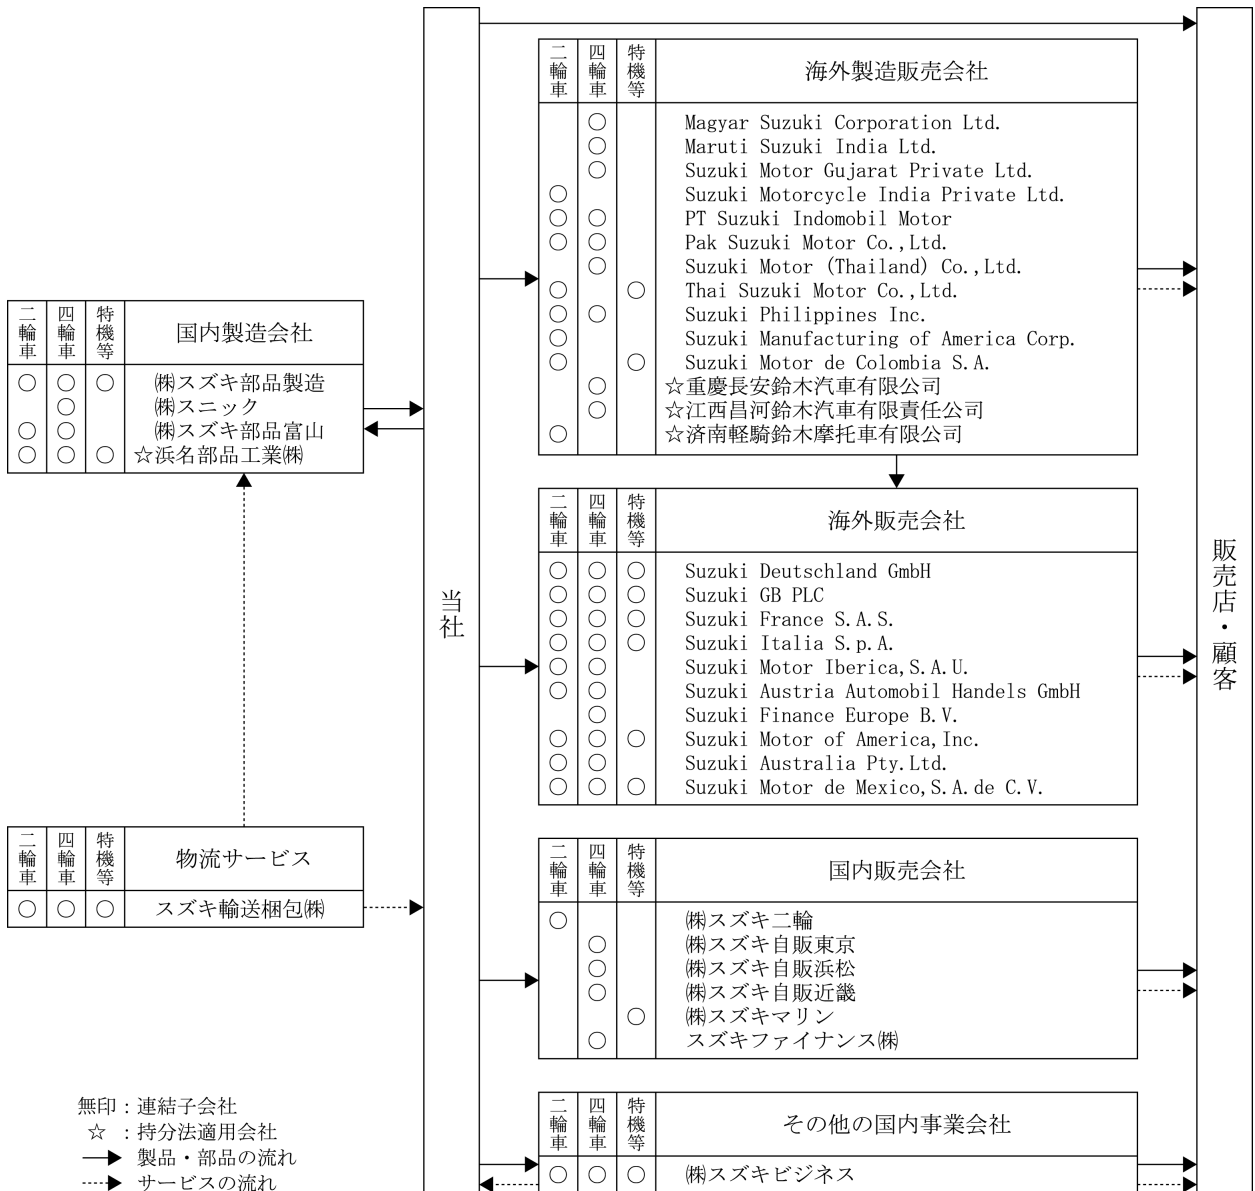 二輪車 四輪車 特機等 国内製造会社
○ ○ ○ ㈱スズキ部品製造
○ ㈱スニック
○ ○ ㈱スズキ部品富山
○ ○ ○ ☆浜名部品工業㈱
二輪車 四輪車 特機等 物流サービス
○ ○ ○ スズキ輸送梱包㈱
無印：連結子会社
☆：持分法適用会社
製品・部品の流れ
サービスの流れ
当社
二輪車 四輪車 特機等 海外製造販売会社
○ Magyar Suzuki Corporation Ltd.
○ Maruti Suzuki India Ltd.
○ Suzuki Motor Gujarat Private Ltd.
○ Suzuki Motorcycle India Private Ltd.
○ ○ PT Suzuki Indomobil Motor
○ ○ Pak Suzuki Motor Co.,Ltd.
○ Suzuki Motor (Thailand) Co.,Ltd.
○ ○ Thai Suzuki Motor Co.,Ltd.
○ ○ Suzuki Philippines Inc.
○ Suzuki Manufacturing of America Corp.
○ ○ Suzuki Motor de Colombia S.A.
○ ☆重慶長安鈴木汽車有限公司
○ ☆江西昌河鈴木汽車有限責任公司
○ ☆済南軽騎鈴木摩托車有限公司
二輪車 四輪車 特機等 海外販売会社
○ ○ ○ Suzuki Deutschland GmbH
○ ○ ○ Suzuki GB PLC
○ ○ ○ Suzuki France S.A.S.
○ ○ ○ Suzuki Italia S.p.A.
○ ○ Suzuki Motor Iberica,S.A.U.
○ ○ Suzuki Austria Automobil Handels GmbH
○ Suzuki Finance Europe B.V.
○ ○ ○ Suzuki Motor of America,Inc.
○ ○ Suzuki Australia Pty.Ltd.
○ ○ ○ Suzuki Motor de Mexico,S.A.de C.V.
二輪車 四輪車 特機等 国内販売会社
○ ㈱スズキ二輪
○ ㈱スズキ自販東京
○ ㈱スズキ自販浜松
○ ㈱スズキ自販近畿
○ ㈱スズキマリン
○ スズキファイナンス㈱
二輪車 四輪車 特機等 その他の国内事業会社
○ ○ ○ ㈱スズキビジネス
販売店・顧客